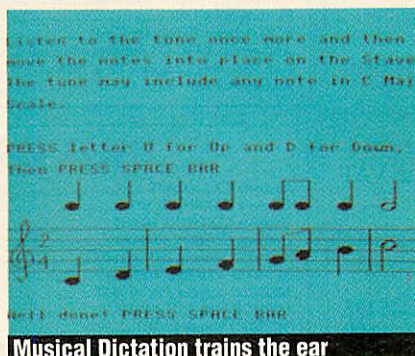 Listen to the tune once more and then
move the notes into place on the Stave
The tune may include any note in C Maj
Scale.
PRESS letter U for Up and D for Down,
Then PRESS SPACE BAR
2
4
Well done! PRESS SPACE BAR
Musical Dictation trains the ear